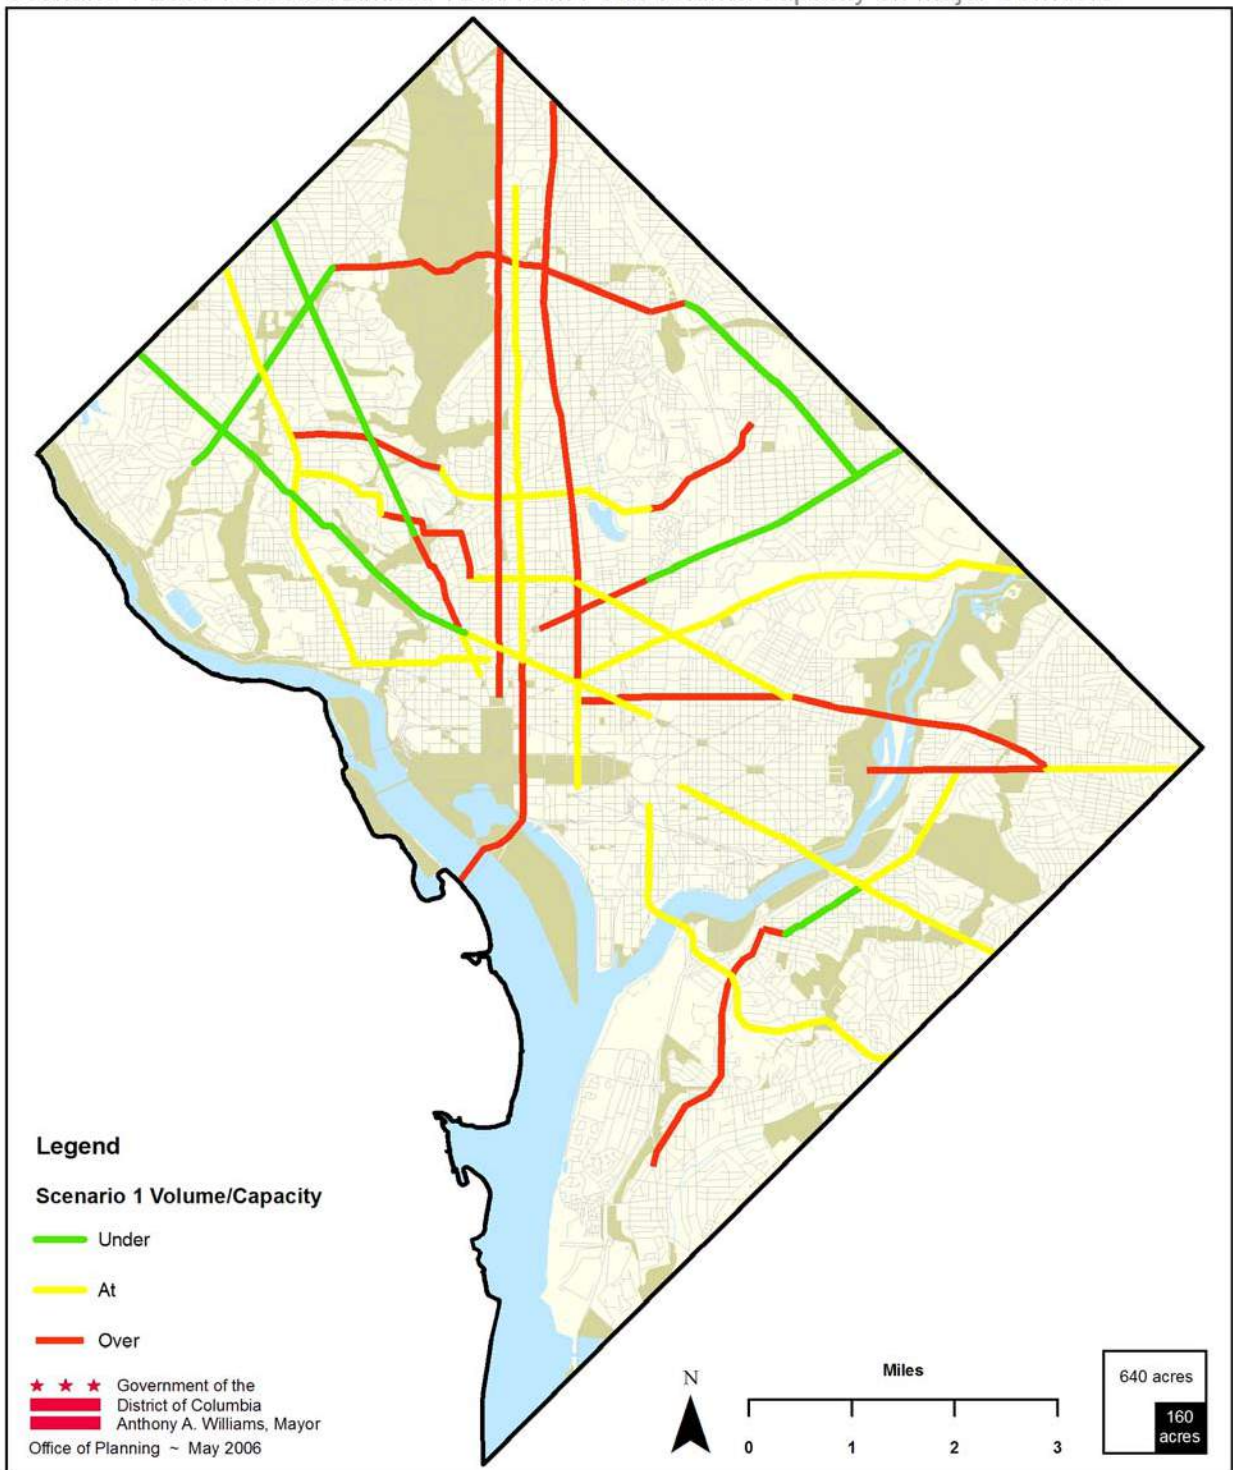 Legend
Scenario 1 Volume/Capacity
Under
At
Over
Government of the
District of Columbia
Anthony A. Williams, Mayor
Office of Planning ~ May 2006
N
Miles
0 1 2 3
640 acres
160
acres